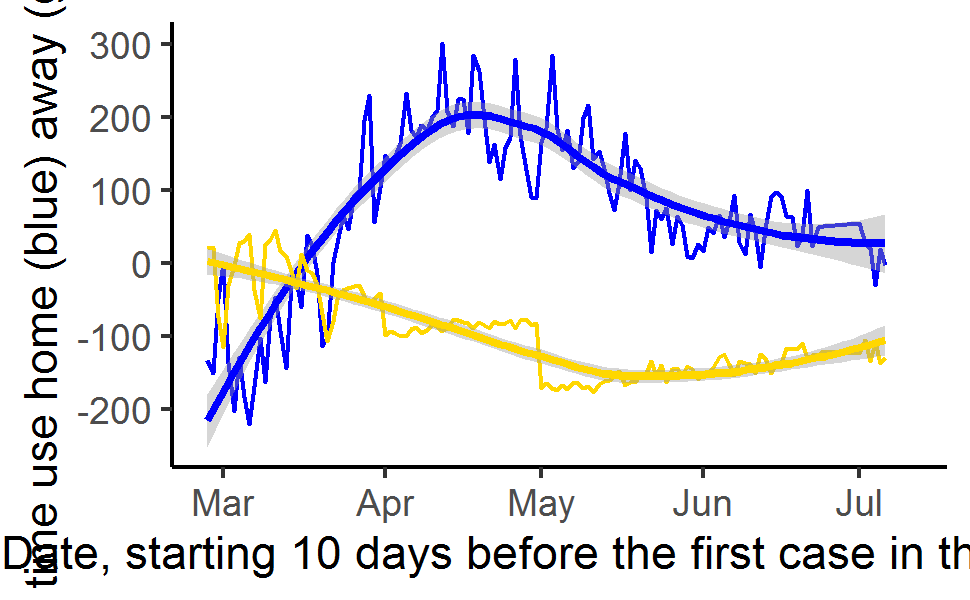 time use home (blue) away (
300
200
100
0
-100
-200
Mar Apr May Jun Jul
Date, starting 10 days before the first case in th